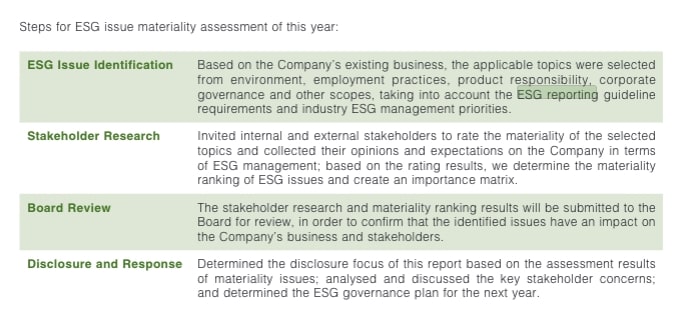 Steps for ESG issue materiality assessment of this year:
ESG Issue Identification
Based on the Company's existing business, the applicable topics were selected
from environment, employment practices, product responsibility, corporate
governance and other scopes, taking into account the ESG reporting guideline
requirements and industry ESG management priorities.
Stakeholder Research
Invited internal and external stakeholders to rate the materiality of the selected
topics and collected their opinions and expectations on the Company in terms
of ESG management; based on the rating results, we determine the materiality
ranking of ESG issues and create an importance matrix.
Board Review
The stakeholder research and materiality ranking results will be submitted to the
Board for review, in order to confirm that the identified issues have an impact on
the Company's business and stakeholders.
Disclosure and Response
Determined the disclosure focus of this report based on the assessment results
of materiality issues; analysed and discussed the key stakeholder concerns;
and determined the ESG governance plan for the next year.